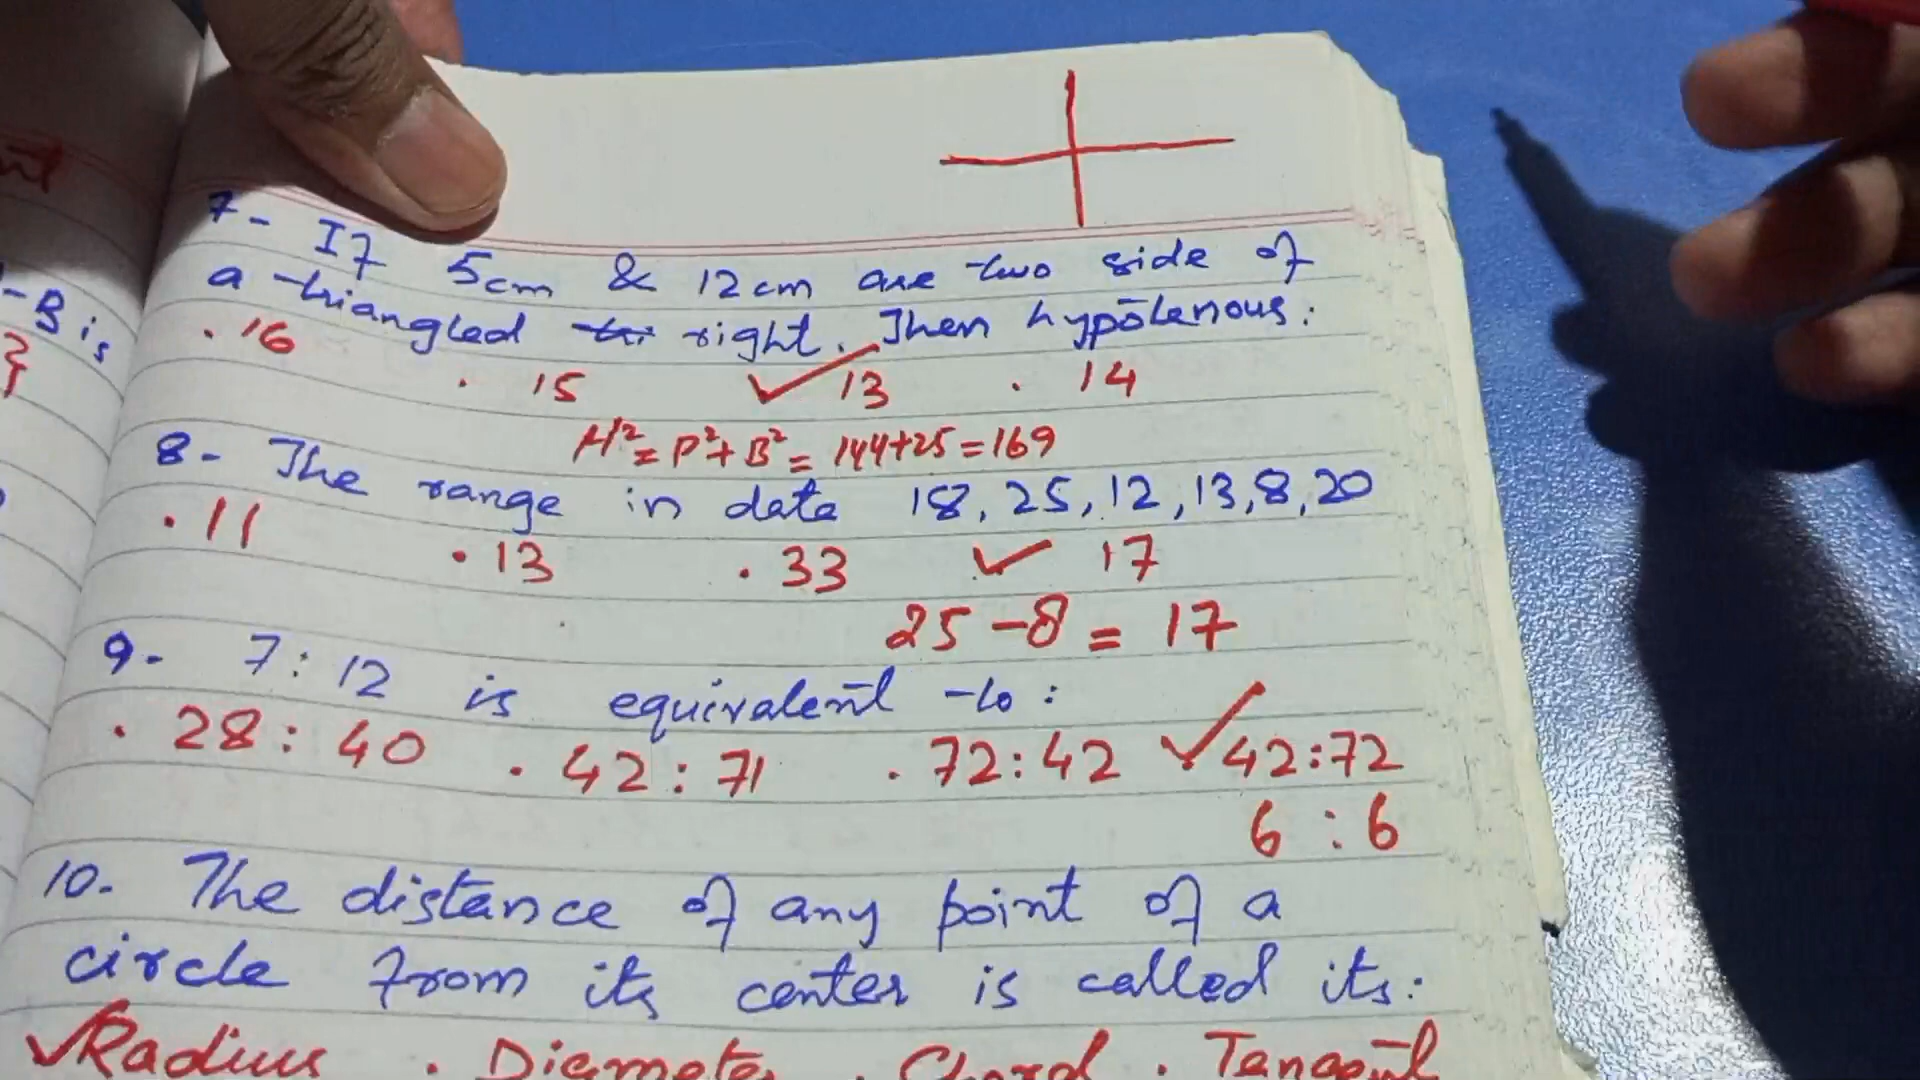 7- If 5cm & 12cm are two side of
a triangled right. Then hypotenous:
. 16 . 15 ✓ 13 . 14
H²=P²+B²=144+25=169
8- The range in data 18, 25, 12, 13, 8, 20
. 11 . 13 . 33 ✓ 17
25-8=17
9- 7:12 is equivalent to:
. 28:40 . 42:71 . 72:42 ✓ 42:72
6:6
10. The distance of any point of a
circle from its center is called its:
✓ Radius . Diameter . Chord . Tangent